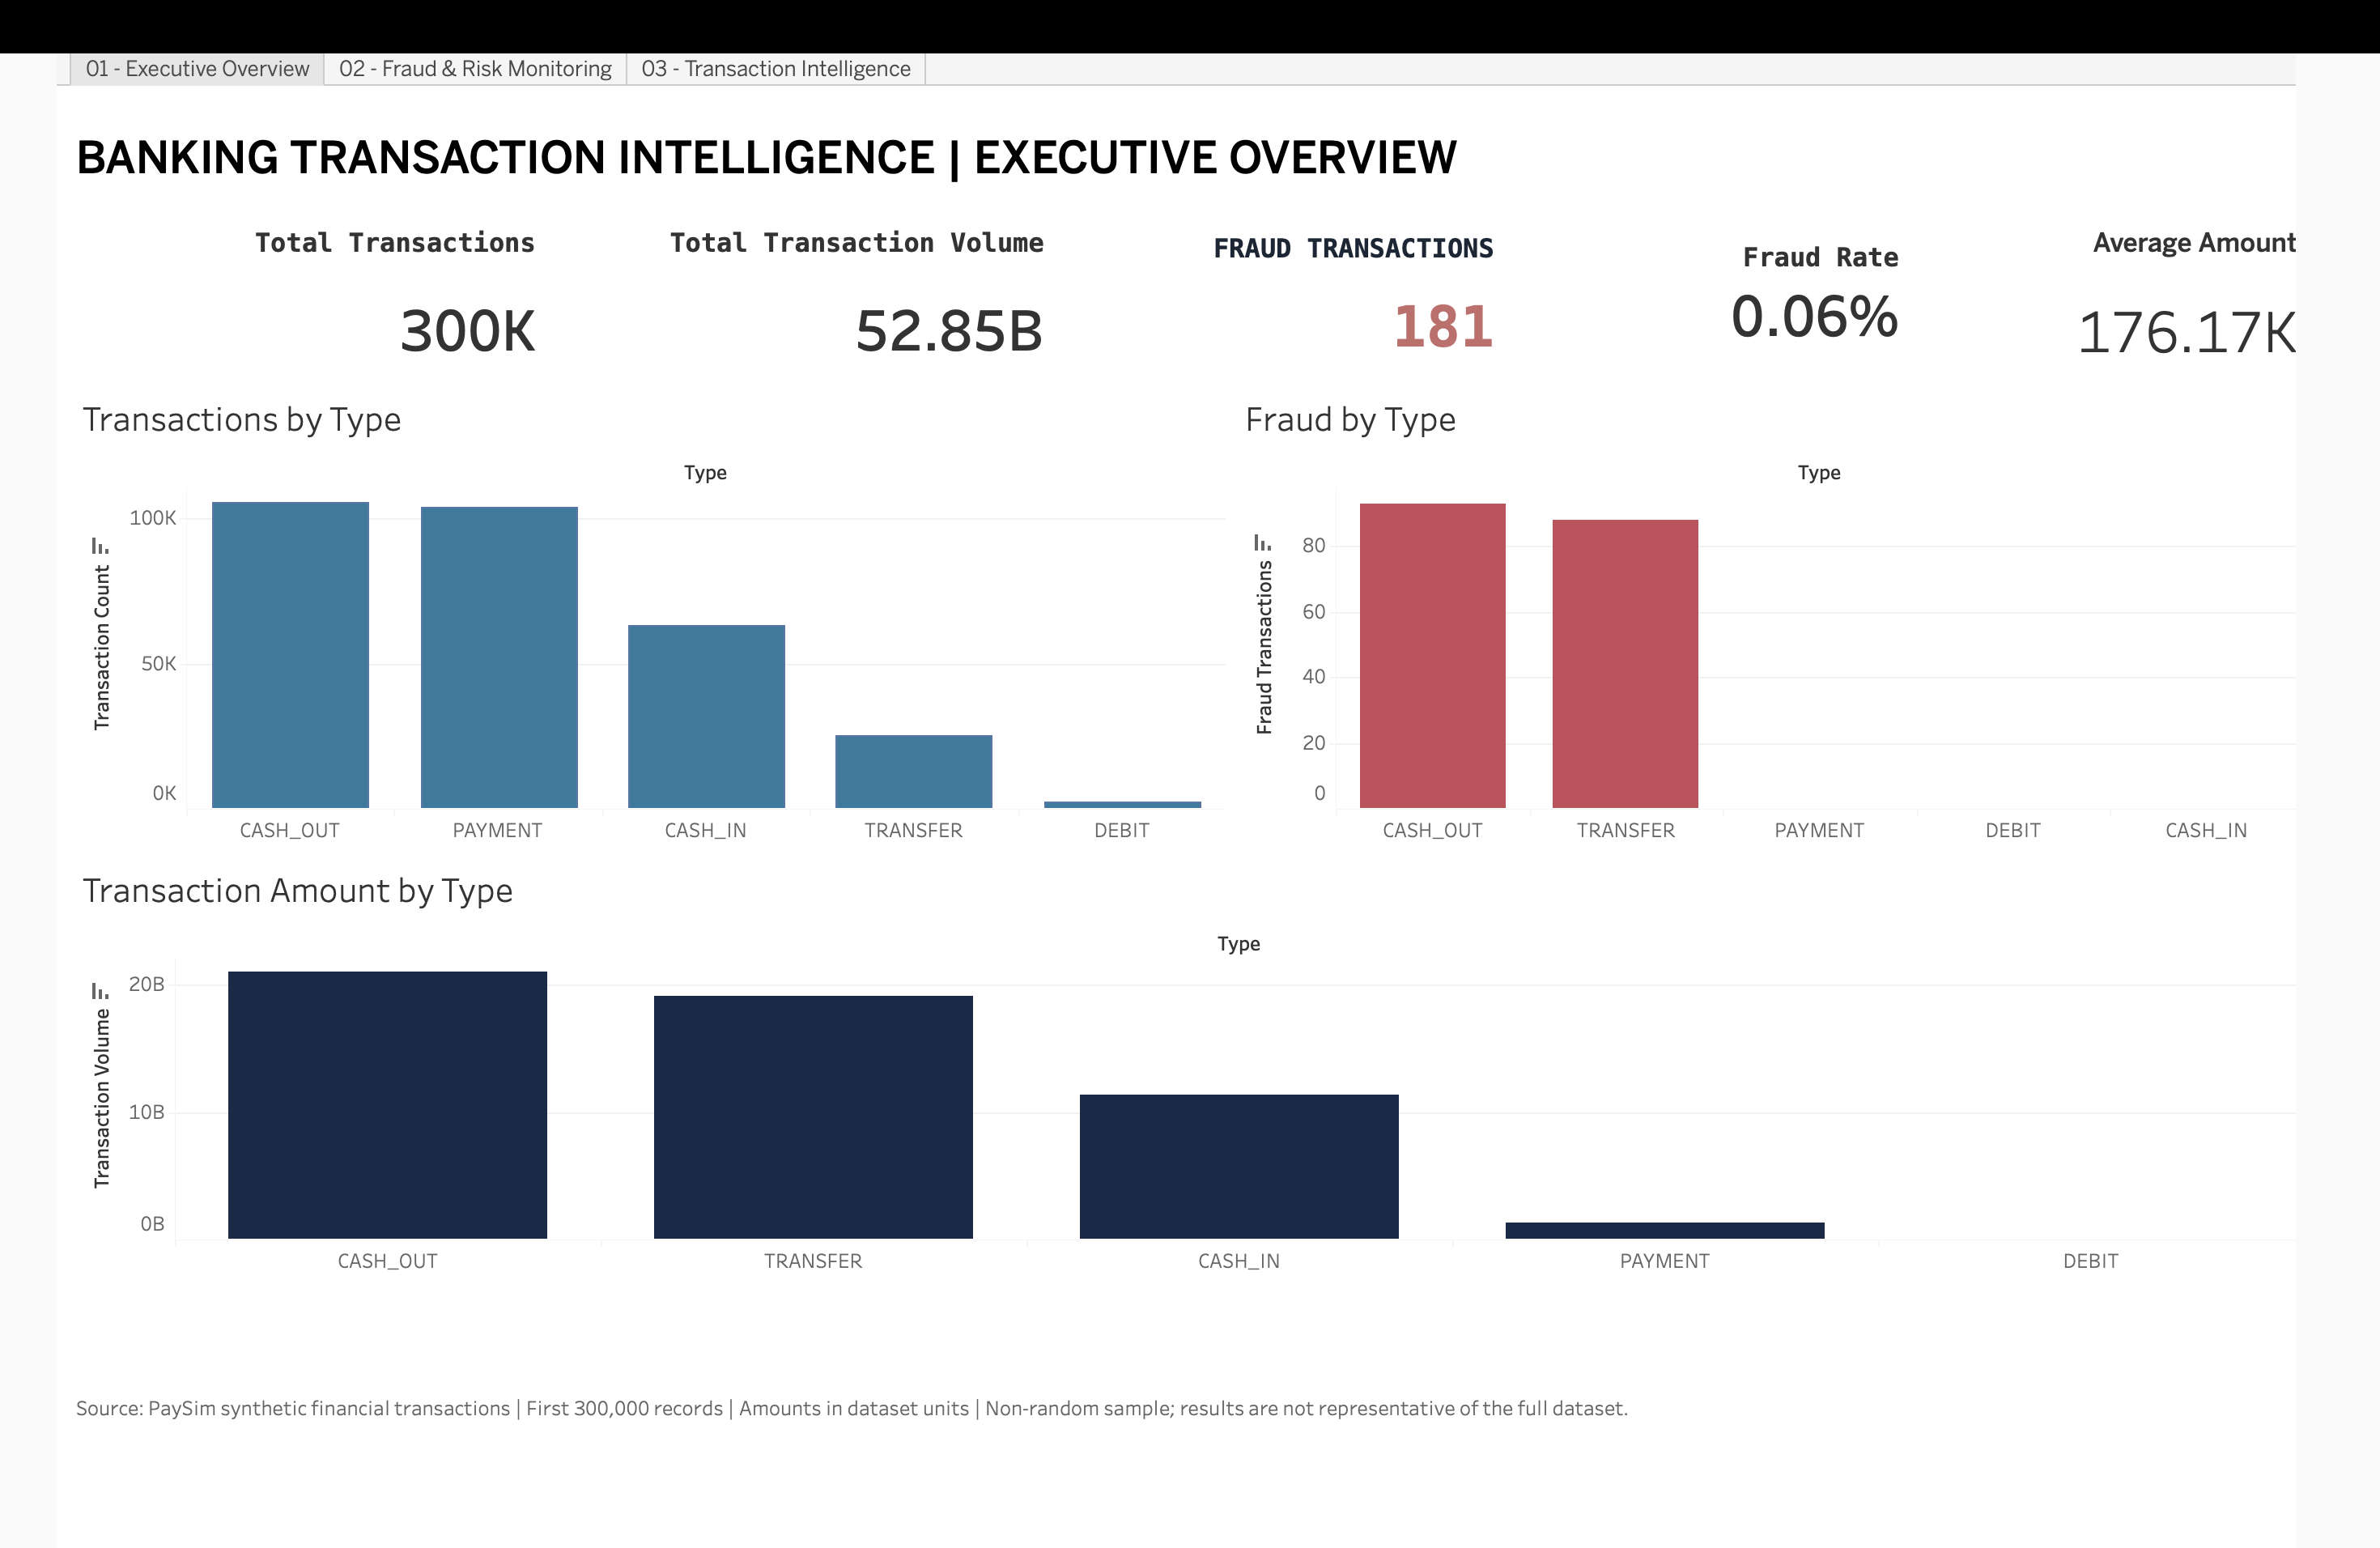 01 - Executive Overview 02 - Fraud & Risk Monitoring 03 - Transaction Intelligence
BANKING TRANSACTION INTELLIGENCE | EXECUTIVE OVERVIEW
Total Transactions
300K
Total Transaction Volume
52.85B
FRAUD TRANSACTIONS
181
Fraud Rate
0.06%
Average Amount
176.17K
Transactions by Type
Type
Transaction Count
100K
50K
0K
CASH_OUT PAYMENT CASH_IN TRANSFER DEBIT
Fraud by Type
Type
Fraud Transactions
80
60
40
20
0
CASH_OUT TRANSFER PAYMENT DEBIT CASH_IN
Transaction Amount by Type
Type
Transaction Volume
20B
10B
0B
CASH_OUT TRANSFER CASH_IN PAYMENT DEBIT
Source: PaySim synthetic financial transactions | First 300,000 records | Amounts in dataset units | Non-random sample; results are not representative of the full dataset.